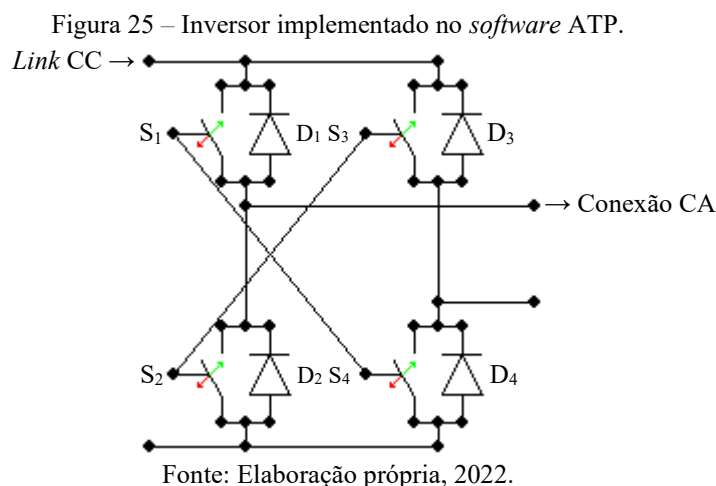 Figura 25 – Inversor implementado no software ATP.
Link CC →
S₁ D₁ S₃ D₃
→ Conexão CA
S₂ D₂ S₄ D₄
Fonte: Elaboração própria, 2022.